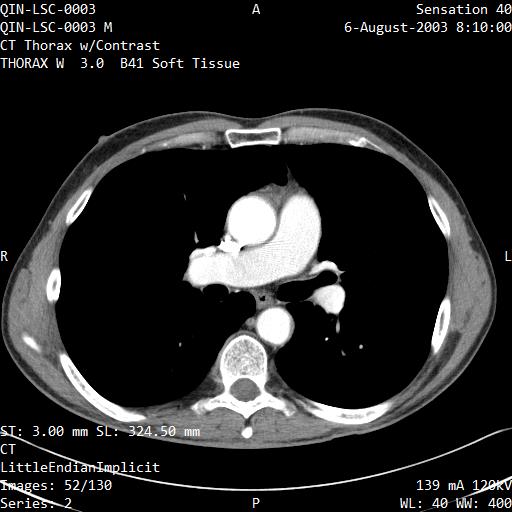 QIN-LSC-0003 A Sensation 40
QIN-LSC-0003 M 6-August-2003 8:10:00
CT Thorax w/Contrast
THORAX W 3.0 B41 Soft Tissue
R L
ST: 3.00 mm SL: 324.50 mm
CT
LittleEndianImplicit
Images: 52/130 139 mA 120kV
Series: 2 P WL: 40 WW: 400